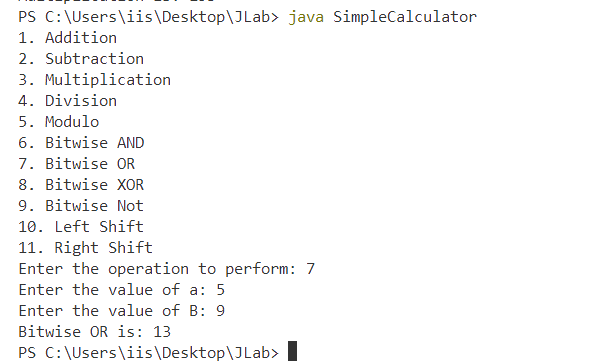 PS C:\Users\iis\Desktop\JLab> java SimpleCalculator
1. Addition
2. Subtraction
3. Multiplication
4. Division
5. Modulo
6. Bitwise AND
7. Bitwise OR
8. Bitwise XOR
9. Bitwise Not
10. Left Shift
11. Right Shift
Enter the operation to perform: 7
Enter the value of a: 5
Enter the value of B: 9
Bitwise OR is: 13
PS C:\Users\iis\Desktop\JLab>